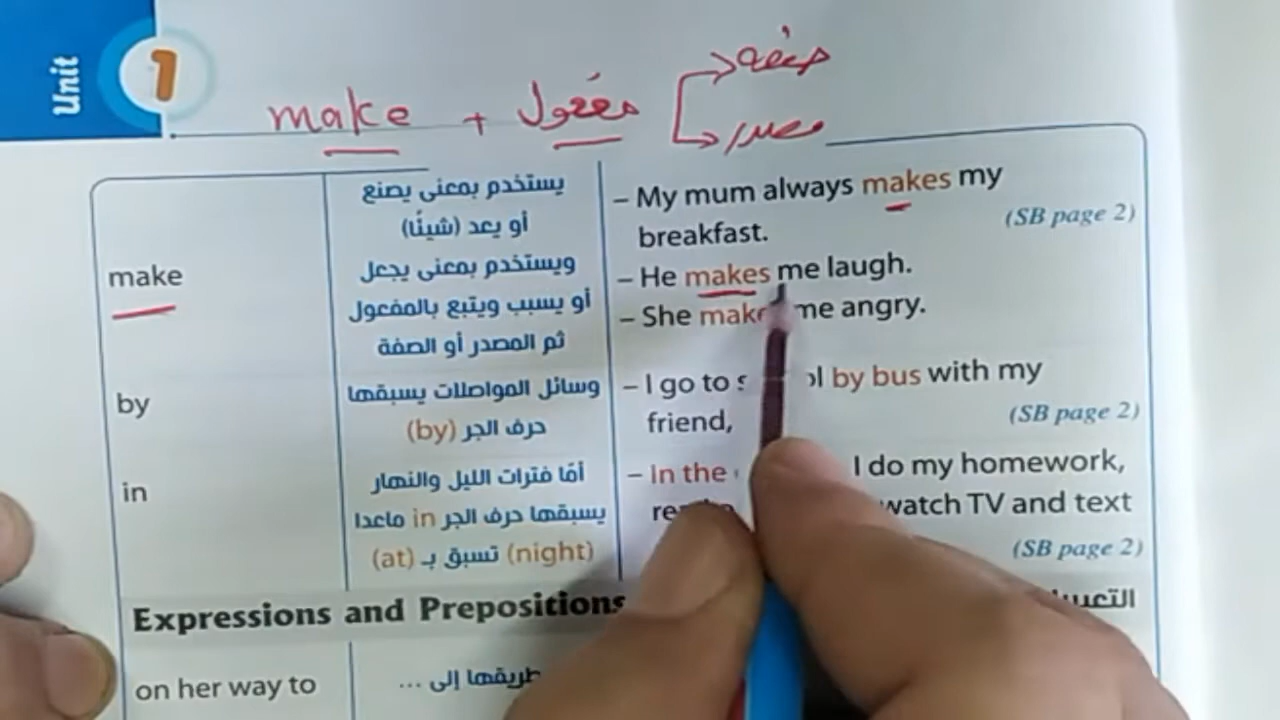 Unit 1
make + مفعول صفه
مصدر
make
يستخدم بمعنى يصنع
أو يعد (شيئًا)
ويستخدم بمعنى يجعل
أو يسبب ويتبع بالمفعول
ثم المصدر أو الصفة
– My mum always makes my
breakfast. (SB page 2)
– He makes me laugh.
– She make me angry.
by
وسائل المواصلات يسبقها
حرف الجر (by)
– I go to s ol by bus with my
friend, (SB page 2)
in
أمّا فترات الليل والنهار
يسبقها حرف الجر in ماعدا
(night) تسبق بـ (at)
– In the I do my homework,
watch TV and text
(SB page 2)
Expressions and Prepositions
on her way to
طريقها إلى ...